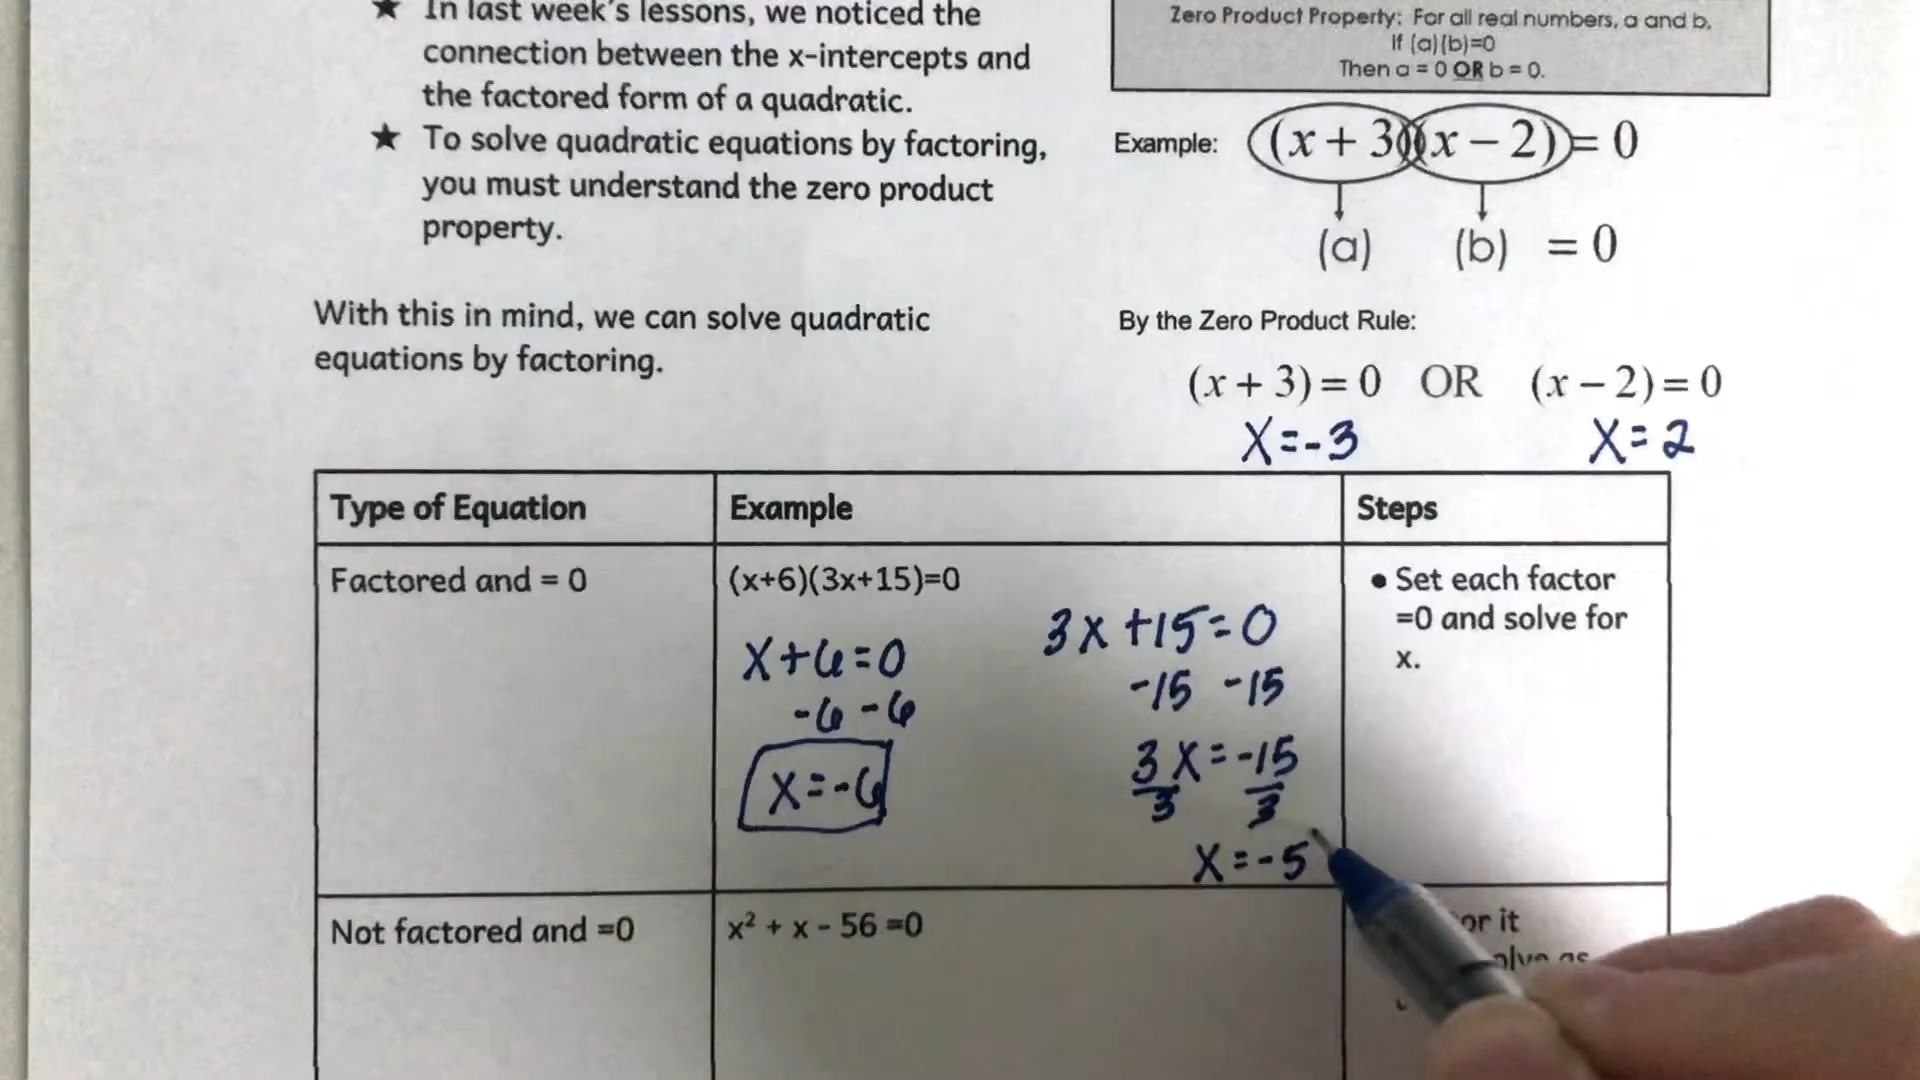 ★ In last week's lessons, we noticed the
connection between the x-intercepts and
the factored form of a quadratic.
★ To solve quadratic equations by factoring,
you must understand the zero product
property.
With this in mind, we can solve quadratic
equations by factoring.
Zero Product Property: For all real numbers, a and b,
If (a)(b)=0
Then a = 0 OR b = 0.
Example: (x + 3)(x − 2) = 0
(a) (b) = 0
By the Zero Product Rule:
(x + 3) = 0 OR (x − 2) = 0
X=-3 X=2
Type of Equation Example Steps
Factored and = 0
(x+6)(3x+15)=0
X+6=0
-6 -6
X=-6
3X+15=0
-15 -15
3X=-15
3 3
X=-5
• Set each factor
=0 and solve for
x.
Not factored and =0
x² + x - 56 =0
or it
as